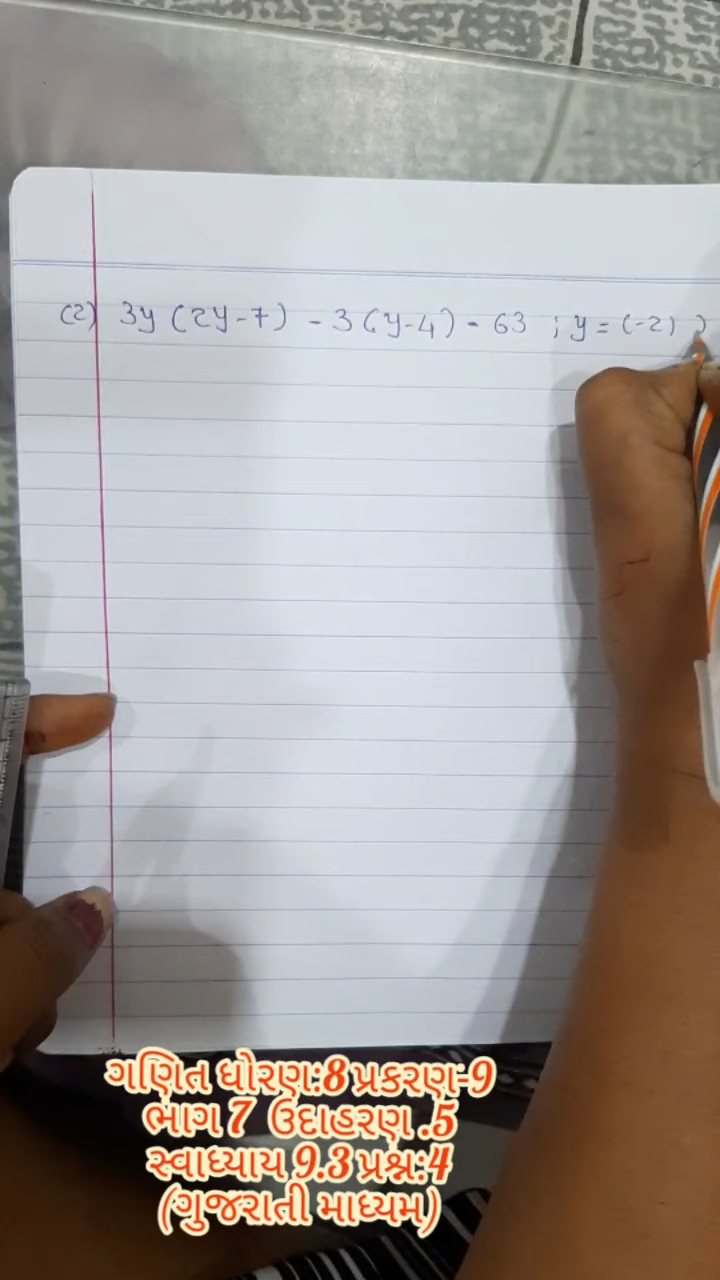 (2) 3y (2y-7) - 3 (y-4) - 63 ; y = (-2) )
ગણિત ધોરણ:8 પ્રકરણ-9
ભાગ 7 ઉદાહરણ .5
સ્વાધ્યાય 9.3 પ્રશ્ન:4
(ગુજરાતી માધ્યમ)